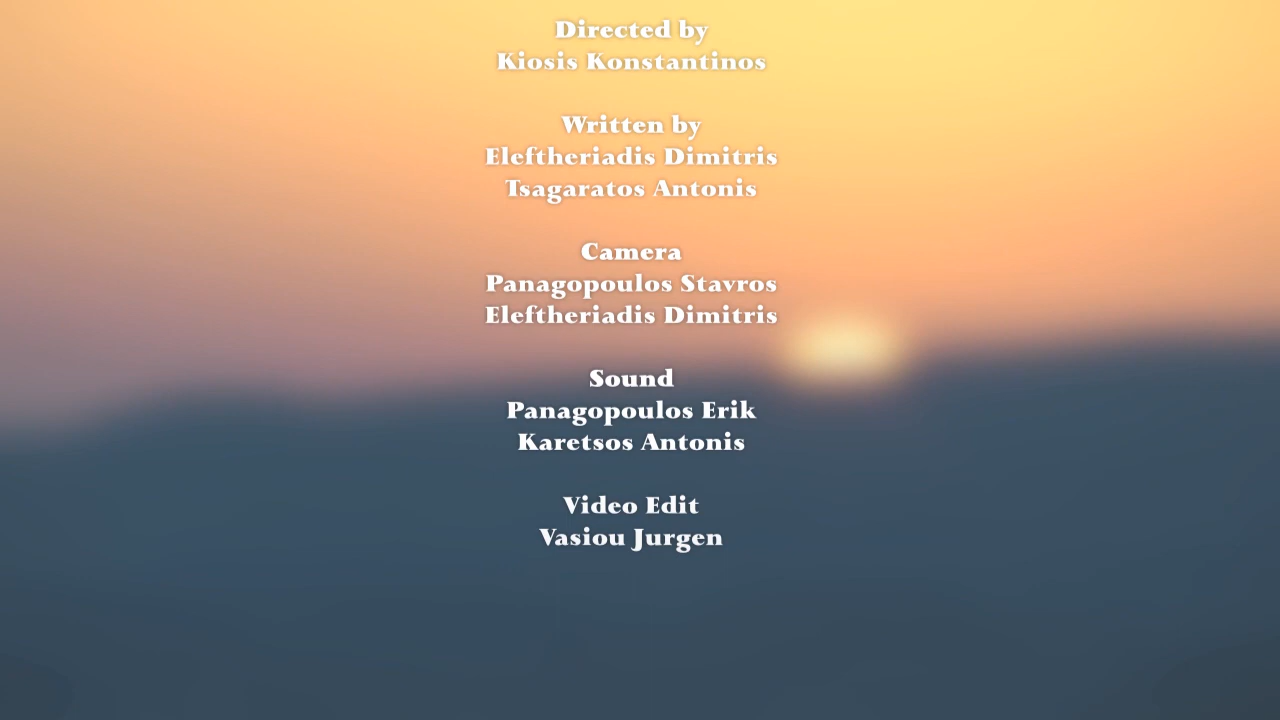 Directed by
Kiosis Konstantinos
Written by
Eleftheriadis Dimitris
Tsagaratos Antonis
Camera
Panagopoulos Stavros
Eleftheriadis Dimitris
Sound
Panagopoulos Erik
Karetsos Antonis
Video Edit
Vasiou Jurgen